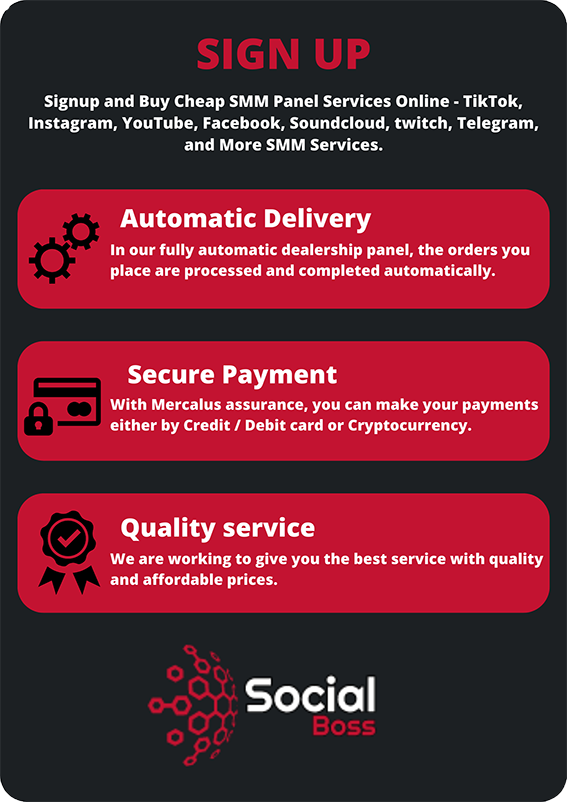 SIGN UP
Signup and Buy Cheap SMM Panel Services Online - TikTok,
Instagram, YouTube, Facebook, Soundcloud, twitch, Telegram,
and More SMM Services.
Automatic Delivery
In our fully automatic dealership panel, the orders you
place are processed and completed automatically.
Secure Payment
With Mercalus assurance, you can make your payments
either by Credit / Debit card or Cryptocurrency.
Quality service
We are working to give you the best service with quality
and affordable prices.
Social
Boss